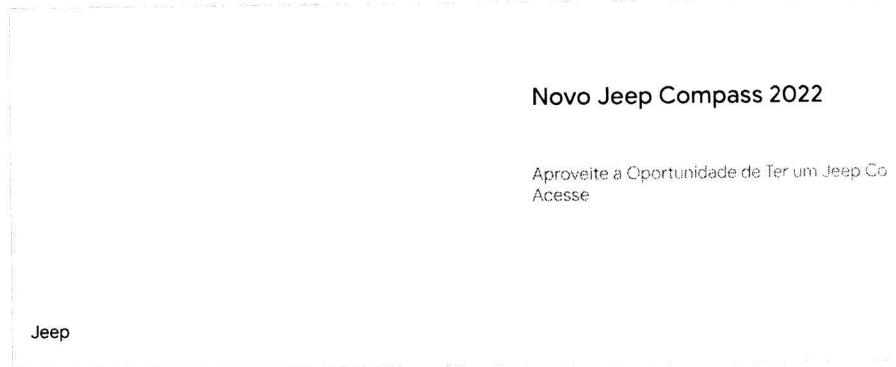 Novo Jeep Compass 2022
Aproveite a Oportunidade de Ter um Jeep Co
Acesse
Jeep